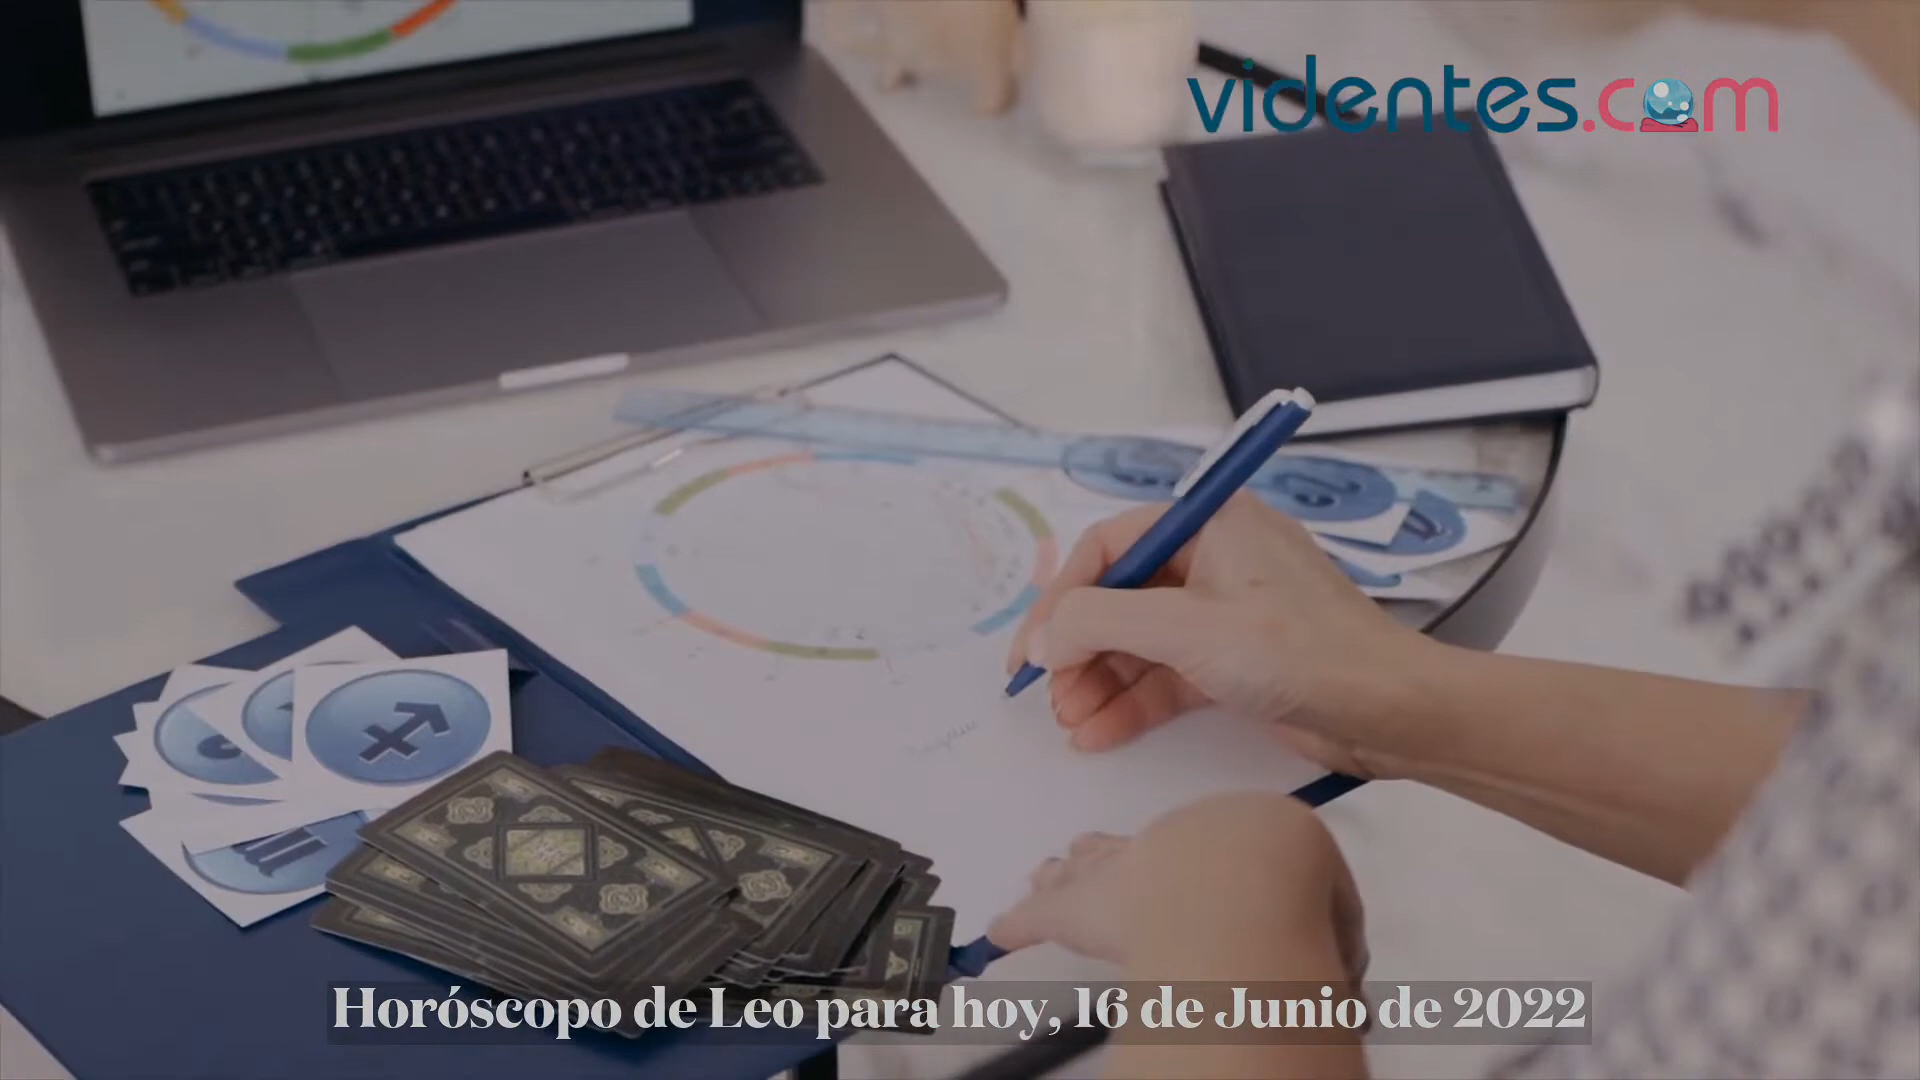 videntes.com
Horóscopo de Leo para hoy, 16 de Junio de 2022